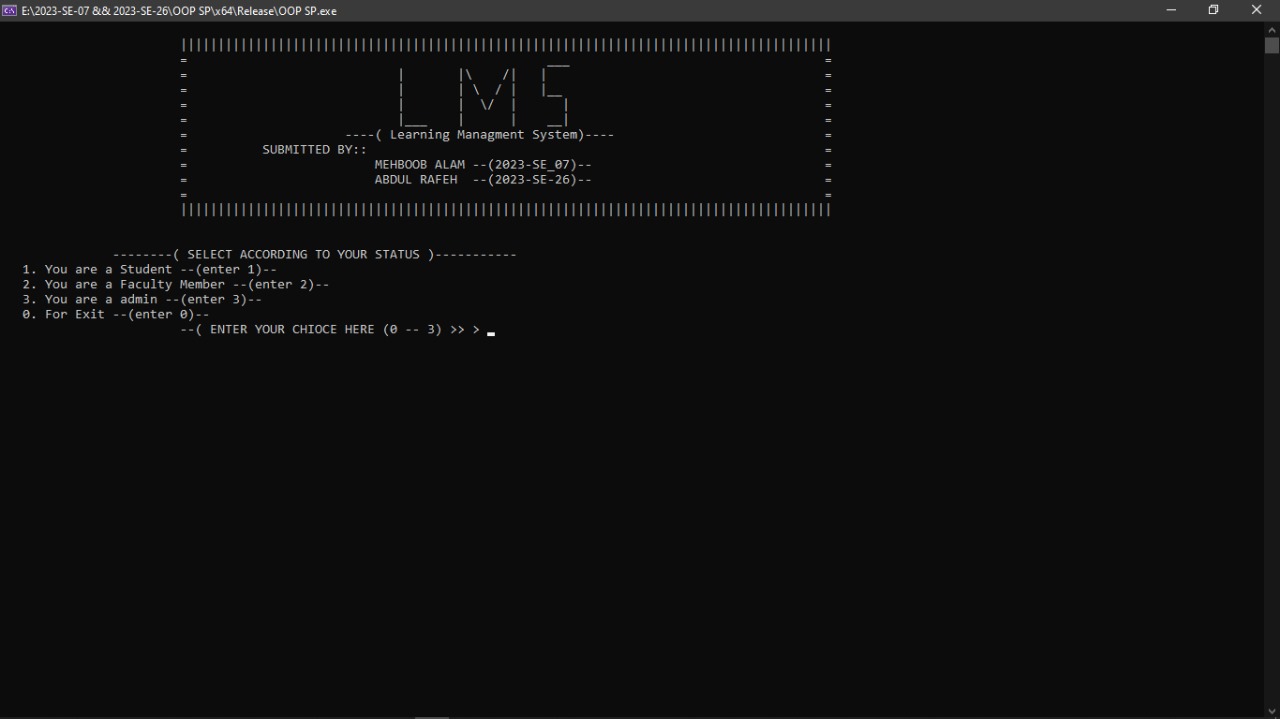 E:\2023-SE-07 && 2023-SE-26\OOP SP\x64\Release\OOP SP.exe
LMS
----( Learning Managment System)----
SUBMITTED BY::
MEHBOOB ALAM --(2023-SE_07)--
ABDUL RAFEH --(2023-SE-26)--
--------( SELECT ACCORDING TO YOUR STATUS )-----------
1. You are a Student --(enter 1)--
2. You are a Faculty Member --(enter 2)--
3. You are a admin --(enter 3)--
0. For Exit --(enter 0)--
--( ENTER YOUR CHIOCE HERE (0 -- 3) >> >